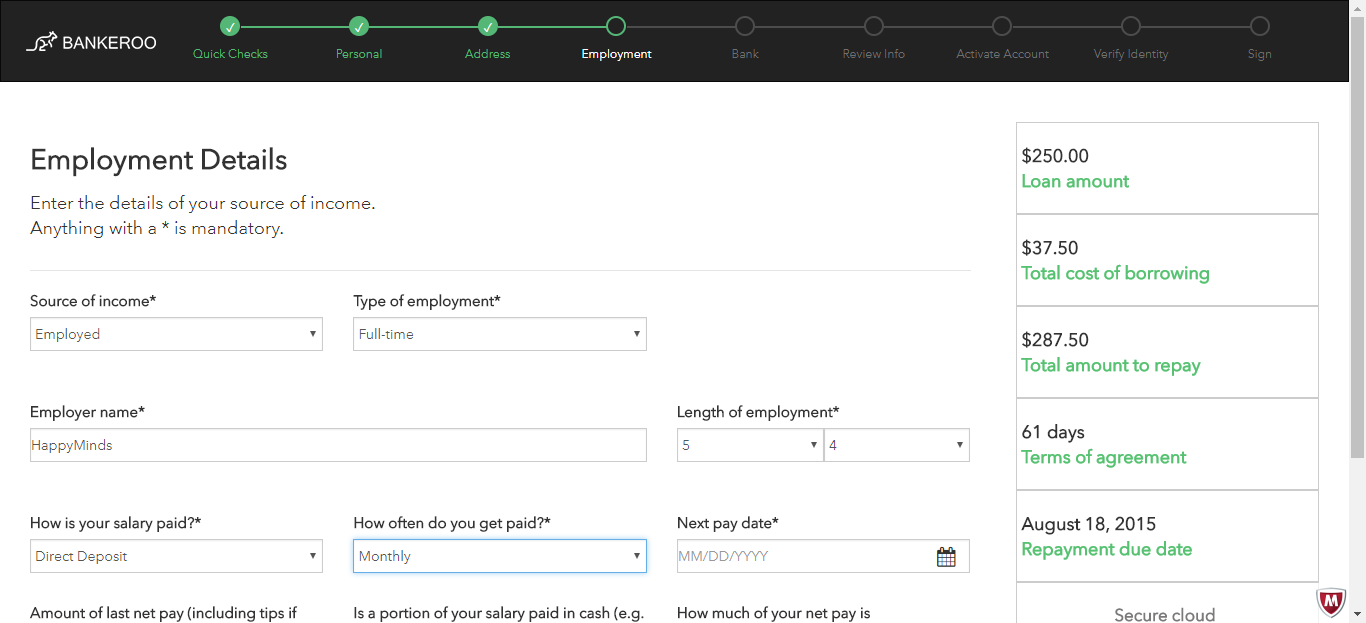 BANKEROO
Quick Checks
Personal
Address
Employment
Bank
Review Info
Activate Account
Verify Identity
Sign
Employment Details
Enter the details of your source of income.
Anything with a * is mandatory.
Source of income*
Type of employment*
Employed
Full-time
Employer name*
Length of employment*
HappyMinds
5
4
How is your salary paid?*
How often do you get paid?*
Next pay date*
Direct Deposit
Monthly
MM/DD/YYYY
Amount of last net pay (including tips if
Is a portion of your salary paid in cash (e.g.
How much of your net pay is
$250.00
Loan amount
$37.50
Total cost of borrowing
$287.50
Total amount to repay
61 days
Terms of agreement
August 18, 2015
Repayment due date
Secure cloud